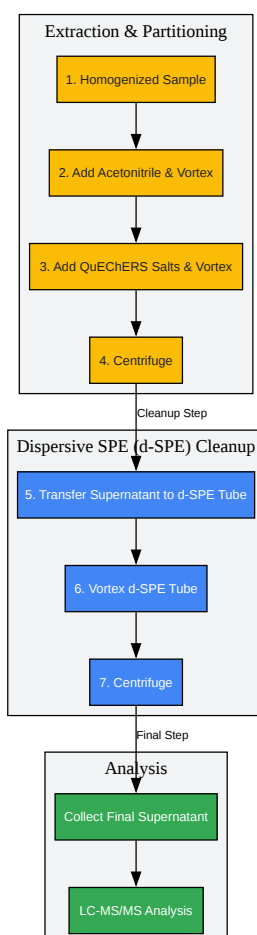 Extraction & Partitioning
1. Homogenized Sample
2. Add Acetonitrile & Vortex
3. Add QuEChERS Salts & Vortex
4. Centrifuge
Cleanup Step
Dispersive SPE (d-SPE) Cleanup
5. Transfer Supernatant to d-SPE Tube
6. Vortex d-SPE Tube
7. Centrifuge
Final Step
Analysis
Collect Final Supernatant
LC-MS/MS Analysis